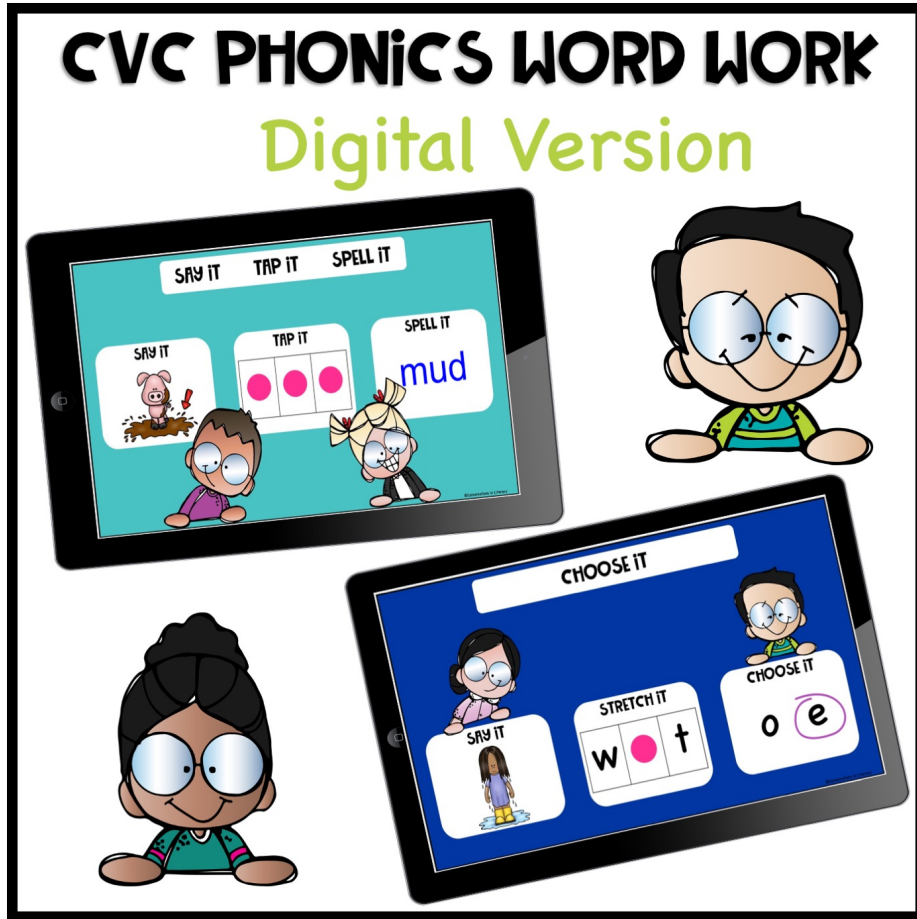 CVC PHONICS WORD WORK
Digital Version
SAY IT TAP IT SPELL IT
SAY IT
TAP IT
SPELL IT
mud
CHOOSE IT
SAY IT
STRETCH IT
w t
CHOOSE IT
o e